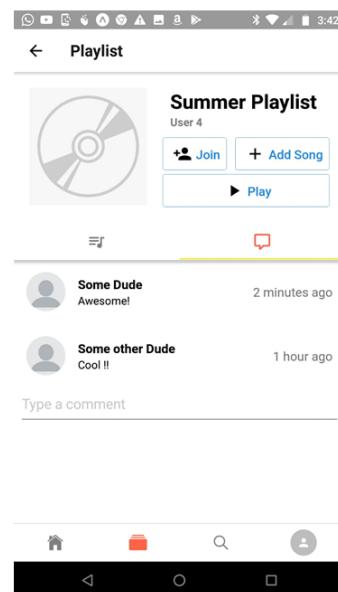 3:42
Playlist
Summer Playlist
User 4
Join
Add Song
Play
Some Dude
Awesome!
2 minutes ago
Some other Dude
Cool !!
1 hour ago
Type a comment